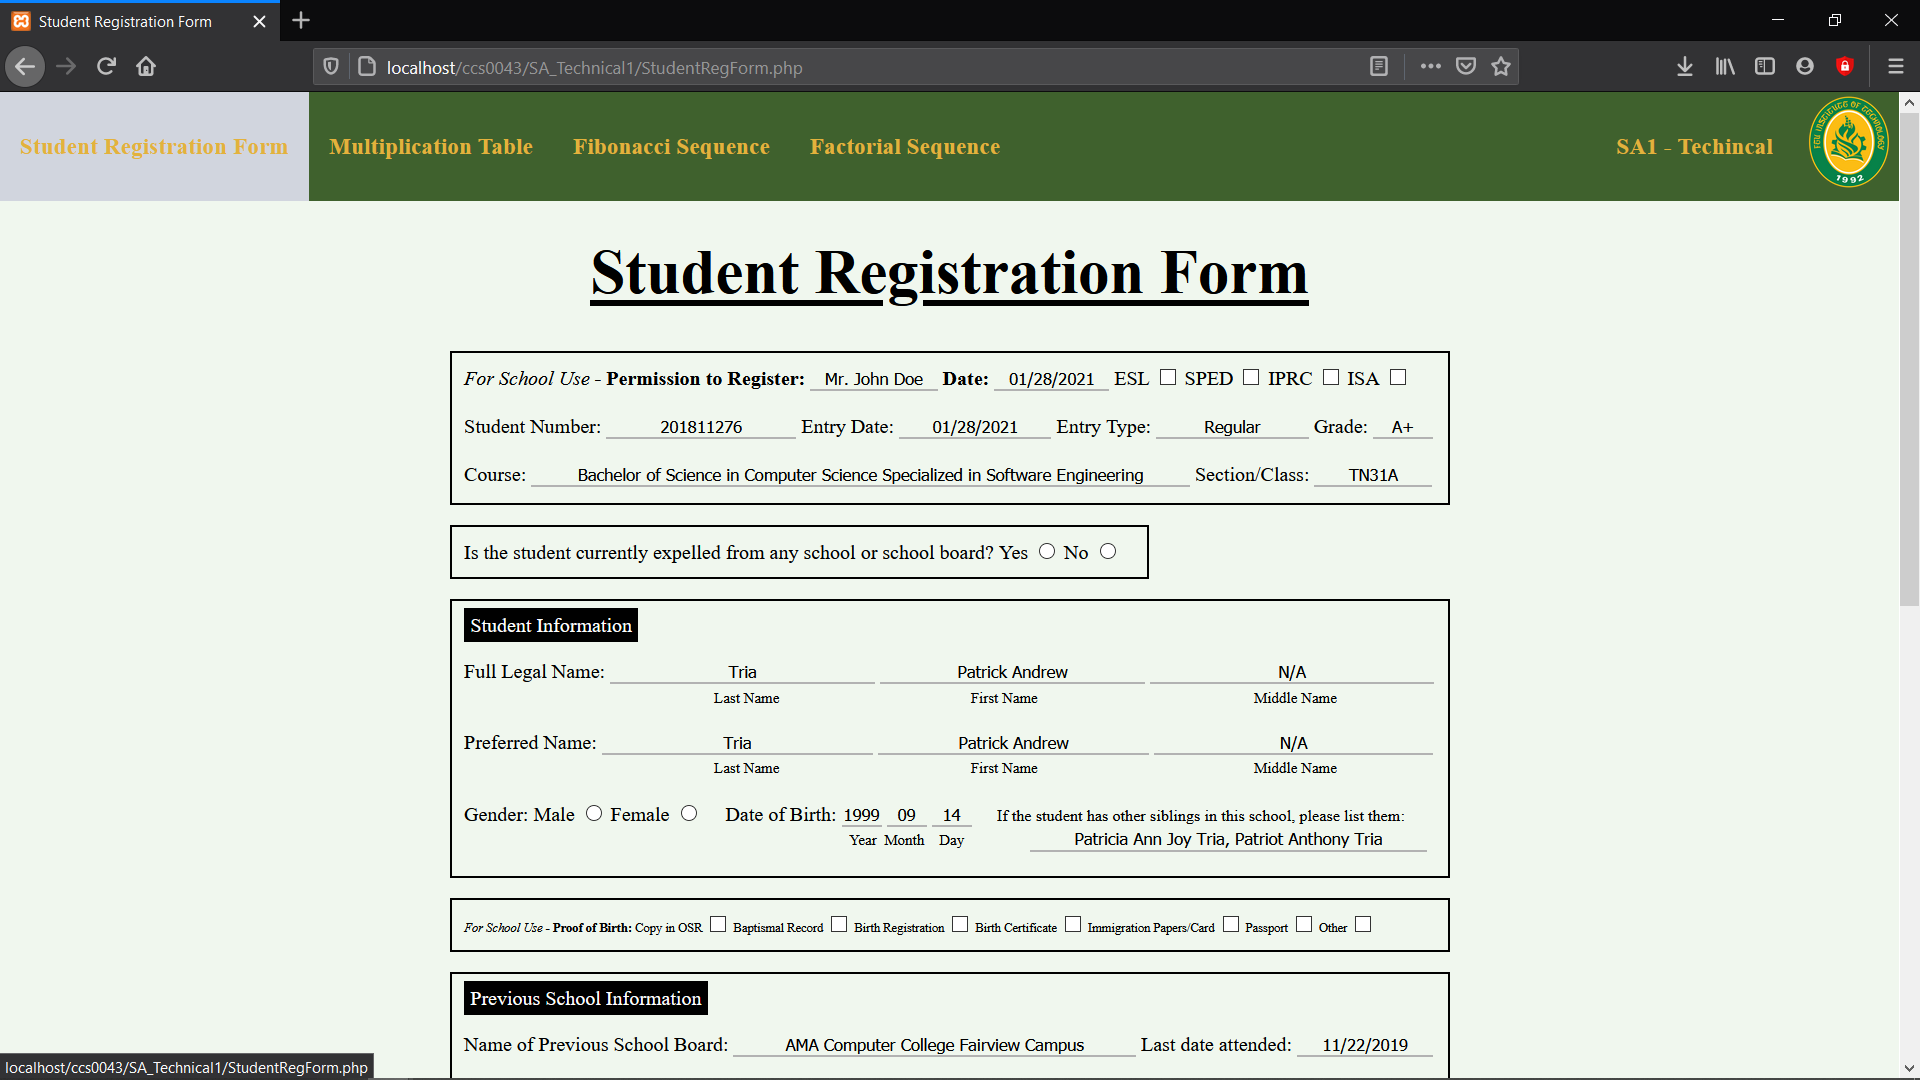 Student Registration Form
localhost/ccs0043/SA_Technical1/StudentRegForm.php
Student Registration Form Multiplication Table Fibonacci Sequence Factorial Sequence SA1 - Techincal
FEU INSTITUTE OF TECHNOLOGY
1992
Student Registration Form
For School Use - Permission to Register: Mr. John Doe Date: 01/28/2021 ESL SPED IPRC ISA
Student Number: 201811276 Entry Date: 01/28/2021 Entry Type: Regular Grade: A+
Course: Bachelor of Science in Computer Science Specialized in Software Engineering Section/Class: TN31A
Is the student currently expelled from any school or school board? Yes No
Student Information
Full Legal Name: Tria Patrick Andrew N/A
Last Name First Name Middle Name
Preferred Name: Tria Patrick Andrew N/A
Last Name First Name Middle Name
Gender: Male Female Date of Birth: 1999 09 14 If the student has other siblings in this school, please list them:
Year Month Day Patricia Ann Joy Tria, Patriot Anthony Tria
For School Use - Proof of Birth: Copy in OSR Baptismal Record Birth Registration Birth Certificate Immigration Papers/Card Passport Other
Previous School Information
Name of Previous School Board: AMA Computer College Fairview Campus Last date attended: 11/22/2019
localhost/ccs0043/SA_Technical1/StudentRegForm.php